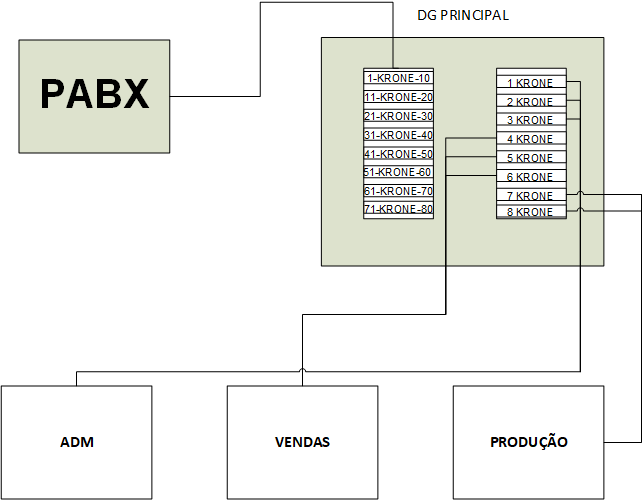 DG PRINCIPAL
PABX
1-KRONE-10
11-KRONE-20
21-KRONE-30
31-KRONE-40
41-KRONE-50
51-KRONE-60
61-KRONE-70
71-KRONE-80
1 KRONE
2 KRONE
3 KRONE
4 KRONE
5 KRONE
6 KRONE
7 KRONE
8 KRONE
ADM
VENDAS
PRODUÇÃO